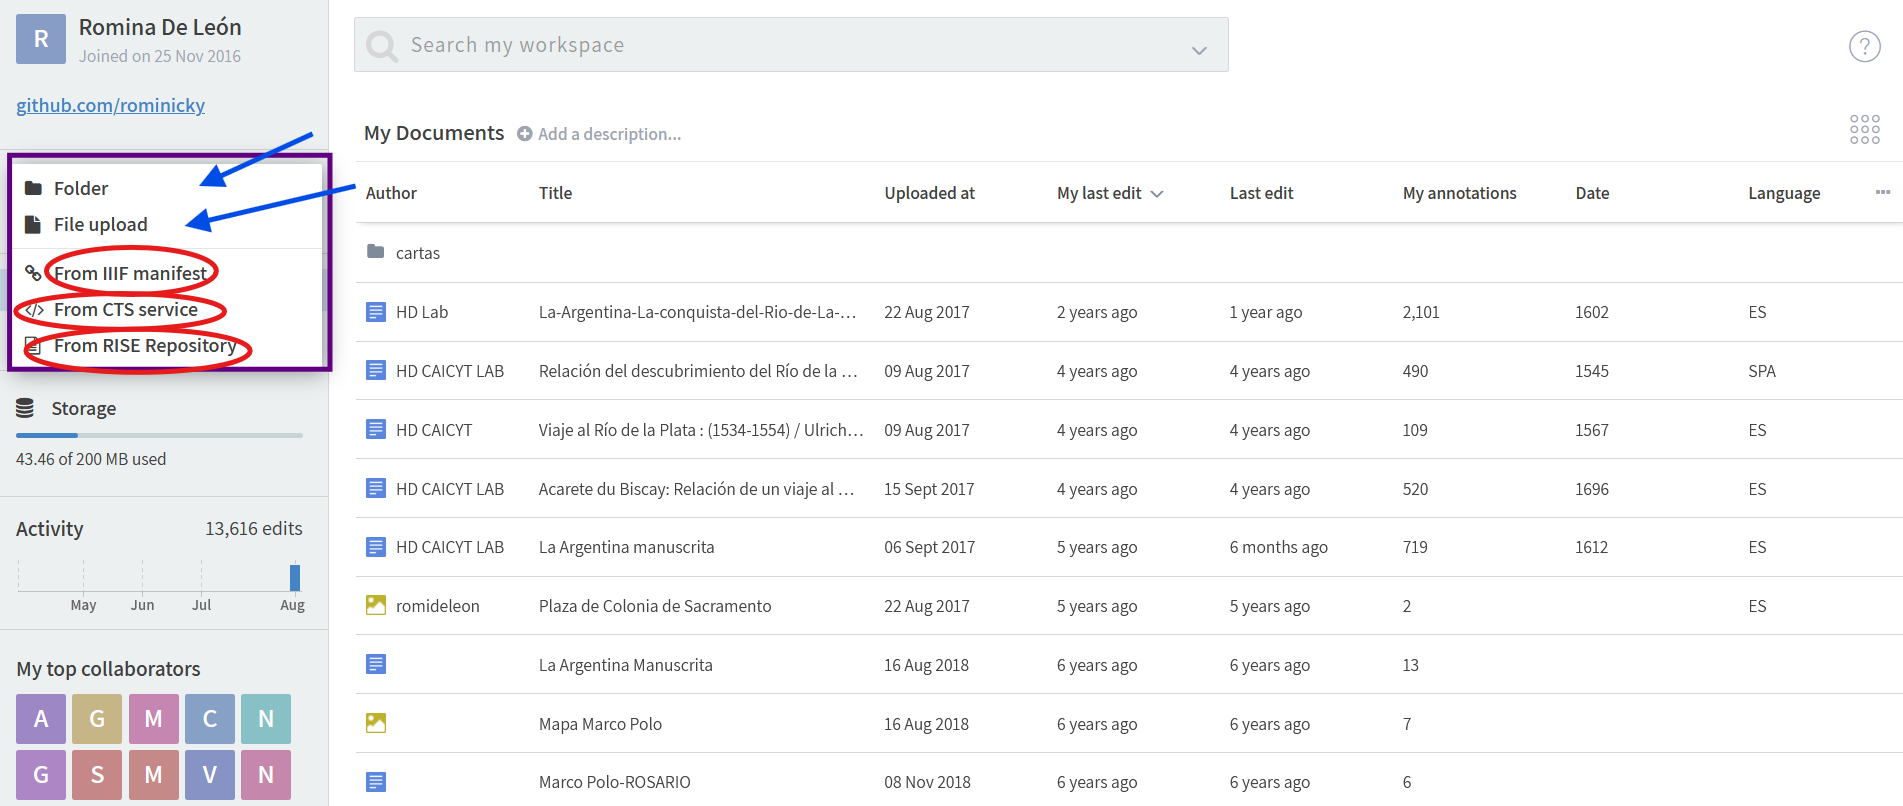 R
Romina De León
Joined on 25 Nov 2016
github.com/rominicky
Folder
File upload
From IIIF manifest
From CTS service
From RISE Repository
Storage
43.46 of 200 MB used
Activity 13,616 edits
May Jun Jul Aug
My top collaborators
A G M C N
G S M V N
Search my workspace
?
My Documents Add a description...
Author Title Uploaded at My last edit Last edit My annotations Date Language ...
cartas
HD Lab La-Argentina-La-conquista-del-Rio-de-La-... 22 Aug 2017 2 years ago 1 year ago 2,101 1602 ES
HD CAICYT LAB Relación del descubrimiento del Río de la ... 09 Aug 2017 4 years ago 4 years ago 490 1545 SPA
HD CAICYT Viaje al Río de la Plata : (1534-1554) / Ulrich... 09 Aug 2017 4 years ago 4 years ago 109 1567 ES
HD CAICYT LAB Acarete du Biscay: Relación de un viaje al ... 15 Sept 2017 4 years ago 4 years ago 520 1696 ES
HD CAICYT LAB La Argentina manuscrita 06 Sept 2017 5 years ago 6 months ago 719 1612 ES
romideleon Plaza de Colonia de Sacramento 22 Aug 2017 5 years ago 5 years ago 2 ES
La Argentina Manuscrita 16 Aug 2018 6 years ago 6 years ago 13
Mapa Marco Polo 16 Aug 2018 6 years ago 6 years ago 7
Marco Polo-ROSARIO 08 Nov 2018 6 years ago 6 years ago 6